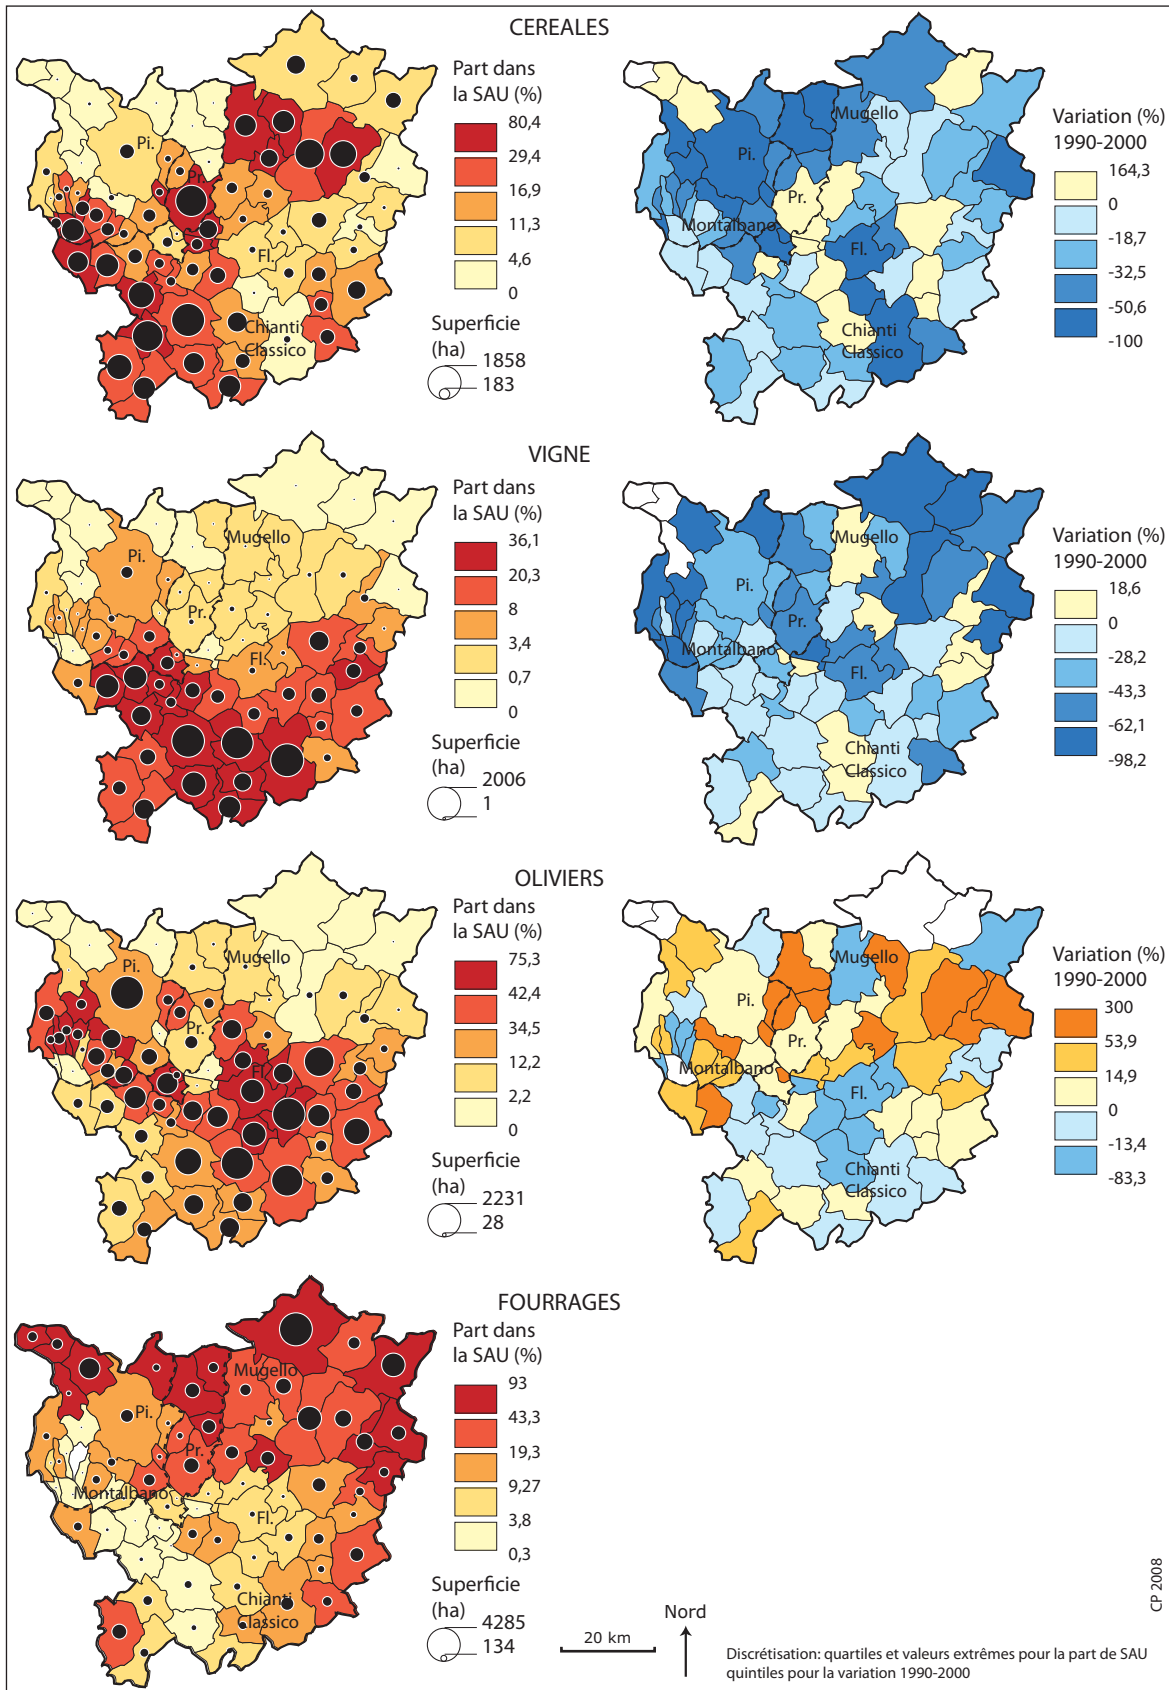 CEREALES
Part dans
la SAU (%)
80,4
29,4
16,9
11,3
4,6
0
Superficie
(ha)
1858
183
Pi.
Pr.
Fl.
Chianti
Classico
Mugello
Pi.
Pr.
Montalbano
Fl.
Chianti
Classico
Variation (%)
1990-2000
164,3
0
-18,7
-32,5
-50,6
-100
VIGNE
Part dans
la SAU (%)
36,1
20,3
8
3,4
0,7
0
Superficie
(ha)
2006
1
Mugello
Pi.
Pr.
Fl.
Mugello
Pi.
Pr.
Montalbano
Fl.
Chianti
Classico
Variation (%)
1990-2000
18,6
0
-28,2
-43,3
-62,1
-98,2
OLIVIERS
Part dans
la SAU (%)
75,3
42,4
34,5
12,2
2,2
0
Superficie
(ha)
2231
28
Mugello
Pi.
Pr.
Fl.
Mugello
Pi.
Pr.
Montalbano
Fl.
Chianti
Classico
Variation (%)
1990-2000
300
53,9
14,9
0
-13,4
-83,3
FOURRAGES
Part dans
la SAU (%)
93
43,3
19,3
9,27
3,8
0,3
Superficie
(ha)
4285
134
Mugello
Pi.
Pr.
Montalbano
Fl.
Chianti
Classico
20 km
Nord
Discrétisation: quartiles et valeurs extrêmes pour la part de SAU
quintiles pour la variation 1990-2000
CP 2008